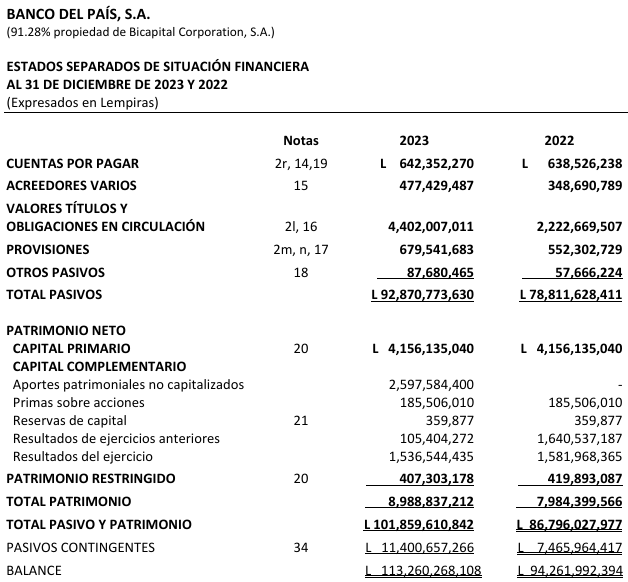 BANCO DEL PAÍS, S.A.
(91.28% propiedad de Bicapital Corporation, S.A.)
ESTADOS SEPARADOS DE SITUACIÓN FINANCIERA
AL 31 DE DICIEMBRE DE 2023 Y 2022
(Expresados en Lempiras)
Notas 2023 2022
CUENTAS POR PAGAR 2r, 14,19 L 642,352,270 L 638,526,238
ACREEDORES VARIOS 15 477,429,487 348,690,789
VALORES TÍTULOS Y
OBLIGACIONES EN CIRCULACIÓN 2l, 16 4,402,007,011 2,222,669,507
PROVISIONES 2m, n, 17 679,541,683 552,302,729
OTROS PASIVOS 18 87,680,465 57,666,224
TOTAL PASIVOS L 92,870,773,630 L 78,811,628,411
PATRIMONIO NETO
CAPITAL PRIMARIO 20 L 4,156,135,040 L 4,156,135,040
CAPITAL COMPLEMENTARIO
Aportes patrimoniales no capitalizados 2,597,584,400 -
Primas sobre acciones 185,506,010 185,506,010
Reservas de capital 21 359,877 359,877
Resultados de ejercicios anteriores 105,404,272 1,640,537,187
Resultados del ejercicio 1,536,544,435 1,581,968,365
PATRIMONIO RESTRINGIDO 20 407,303,178 419,893,087
TOTAL PATRIMONIO 8,988,837,212 7,984,399,566
TOTAL PASIVO Y PATRIMONIO L 101,859,610,842 L 86,796,027,977
PASIVOS CONTINGENTES 34 L 11,400,657,266 L 7,465,964,417
BALANCE L 113,260,268,108 L 94,261,992,394